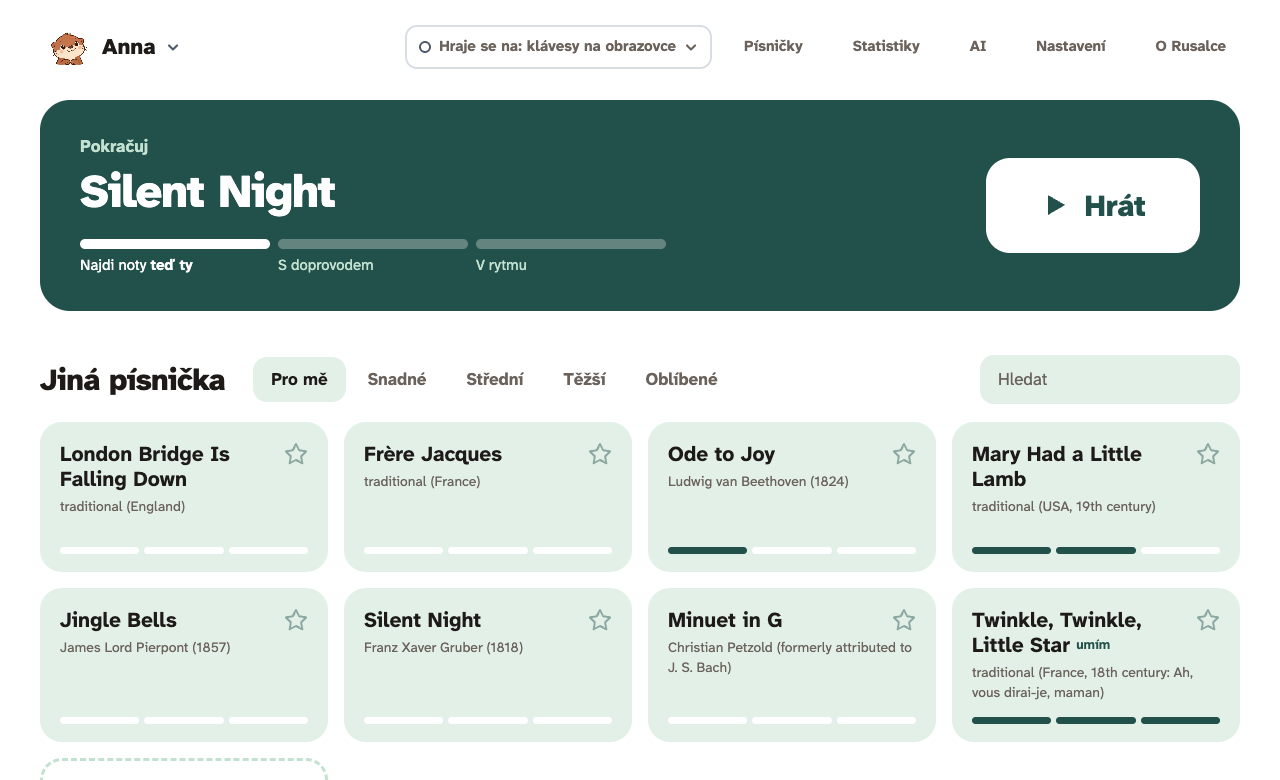 Anna
Hraje se na: klávesy na obrazovce
Písničky
Statistiky
AI
Nastavení
O Rusalce
Pokračuj
Silent Night
Najdi noty teď ty
S doprovodem
V rytmu
Hrát
Jiná písnička
Pro mě
Snadné
Střední
Těžší
Oblíbené
Hledat
London Bridge Is
Falling Down
traditional (England)
Frère Jacques
traditional (France)
Ode to Joy
Ludwig van Beethoven (1824)
Mary Had a Little
Lamb
traditional (USA, 19th century)
Jingle Bells
James Lord Pierpont (1857)
Silent Night
Franz Xaver Gruber (1818)
Minuet in G
Christian Petzold (formerly attributed to
J. S. Bach)
Twinkle, Twinkle,
Little Star umím
traditional (France, 18th century: Ah,
vous dirai-je, maman)